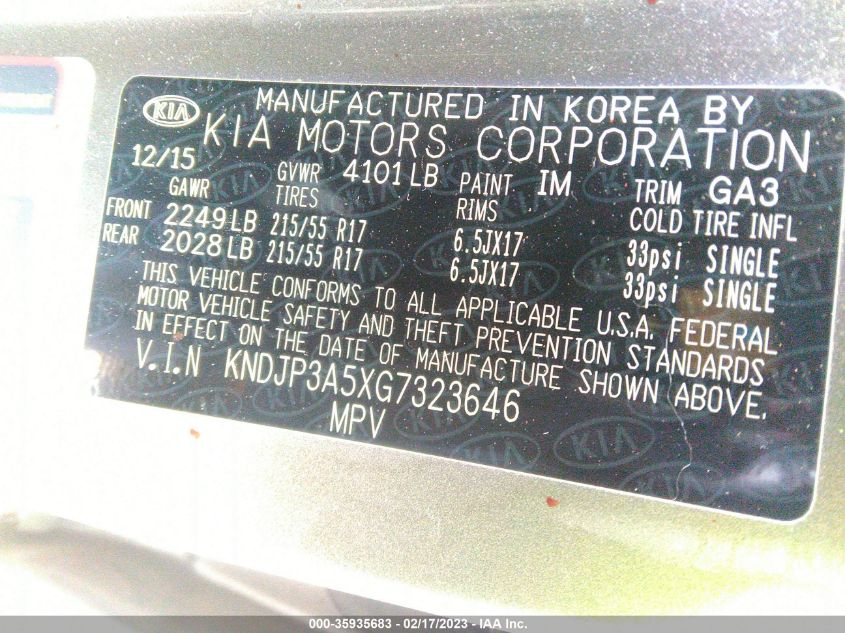 KIA MANUFACTURED IN KOREA BY
KIA MOTORS CORPORATION
12/15 GVWR 4101 LB PAINT IM TRIM GA3
GAWR TIRES RIMS COLD TIRE INFL
FRONT 2249 LB 215/55 R17 6.5JX17 33psi SINGLE
REAR 2028 LB 215/55 R17 6.5JX17 33psi SINGLE
THIS VEHICLE CONFORMS TO ALL APPLICABLE U.S.A. FEDERAL
MOTOR VEHICLE SAFETY AND THEFT PREVENTION STANDARDS
IN EFFECT ON THE DATE OF MANUFACTURE SHOWN ABOVE.
V.I.N KNDJP3A5XG7323646
MPV
000-35935683 - 02/17/2023 - IAA Inc.